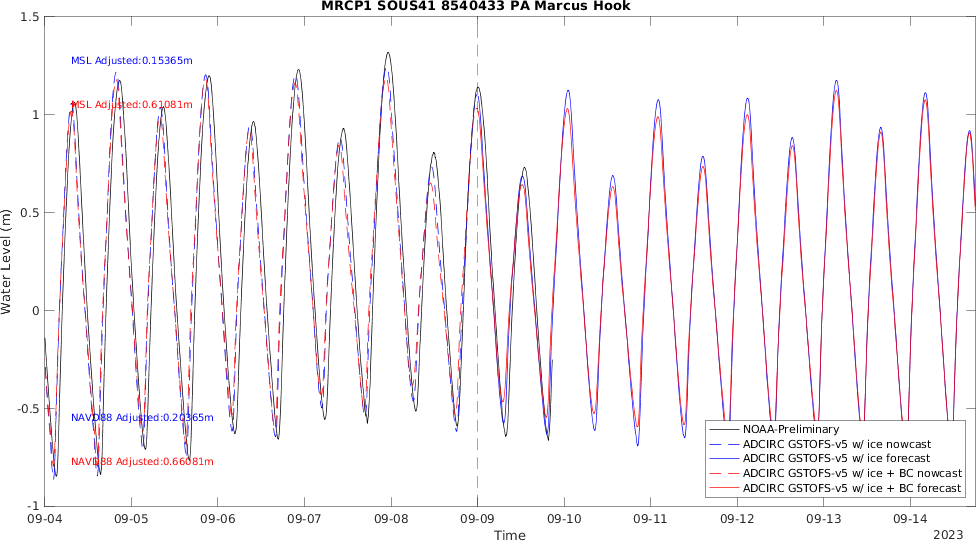 MRCP1 SOUS41 8540433 PA Marcus Hook
1.5
1
0.5
0
-0.5
-1
Water Level (m)
MSL Adjusted:0.15365m
MSL Adjusted:0.61081m
NAVD88 Adjusted:0.20365m
NAVD88 Adjusted:0.66081m
NOAA-Preliminary
ADCIRC GSTOFS-v5 w/ ice nowcast
ADCIRC GSTOFS-v5 w/ ice forecast
ADCIRC GSTOFS-v5 w/ ice + BC nowcast
ADCIRC GSTOFS-v5 w/ ice + BC forecast
09-04 09-05 09-06 09-07 09-08 09-09 09-10 09-11 09-12 09-13 09-14
Time
2023